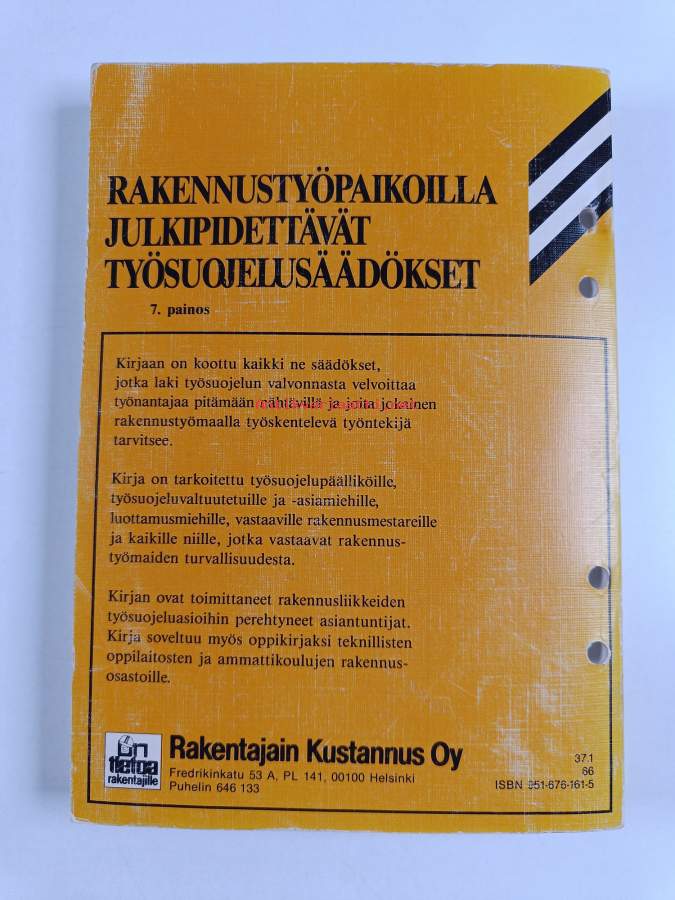 RAKENNUSTYÖPAIKOILLA
JULKIPIDETTÄVÄT
TYÖSUOJELUSÄÄDÖKSET
7. painos
Kirjaan on koottu kaikki ne säädökset,
jotka laki työsuojelun valvonnasta velvoittaa
työnantajaa pitämään nähtävillä ja joita jokainen
rakennustyömaalla työskentelevä työntekijä
tarvitsee.
Kirja on tarkoitettu työsuojelupäälliköille,
työsuojeluvaltuutetuille ja -asiamiehille,
luottamusmiehille, vastaaville rakennusmestareille
ja kaikille niille, jotka vastaavat rakennus-
työmaiden turvallisuudesta.
Kirjan ovat toimittaneet rakennusliikkeiden
työsuojeluasioihin perehtyneet asiantuntijat.
Kirja soveltuu myös oppikirjaksi teknillisten
oppilaitosten ja ammattikoulujen rakennus-
osastoille.
on
tietoa
rakentajille
Rakentajain Kustannus Oy
Fredrikinkatu 53 A, PL 141, 00100 Helsinki
Puhelin 646 133
37.1
66
ISBN 951-676-161-5